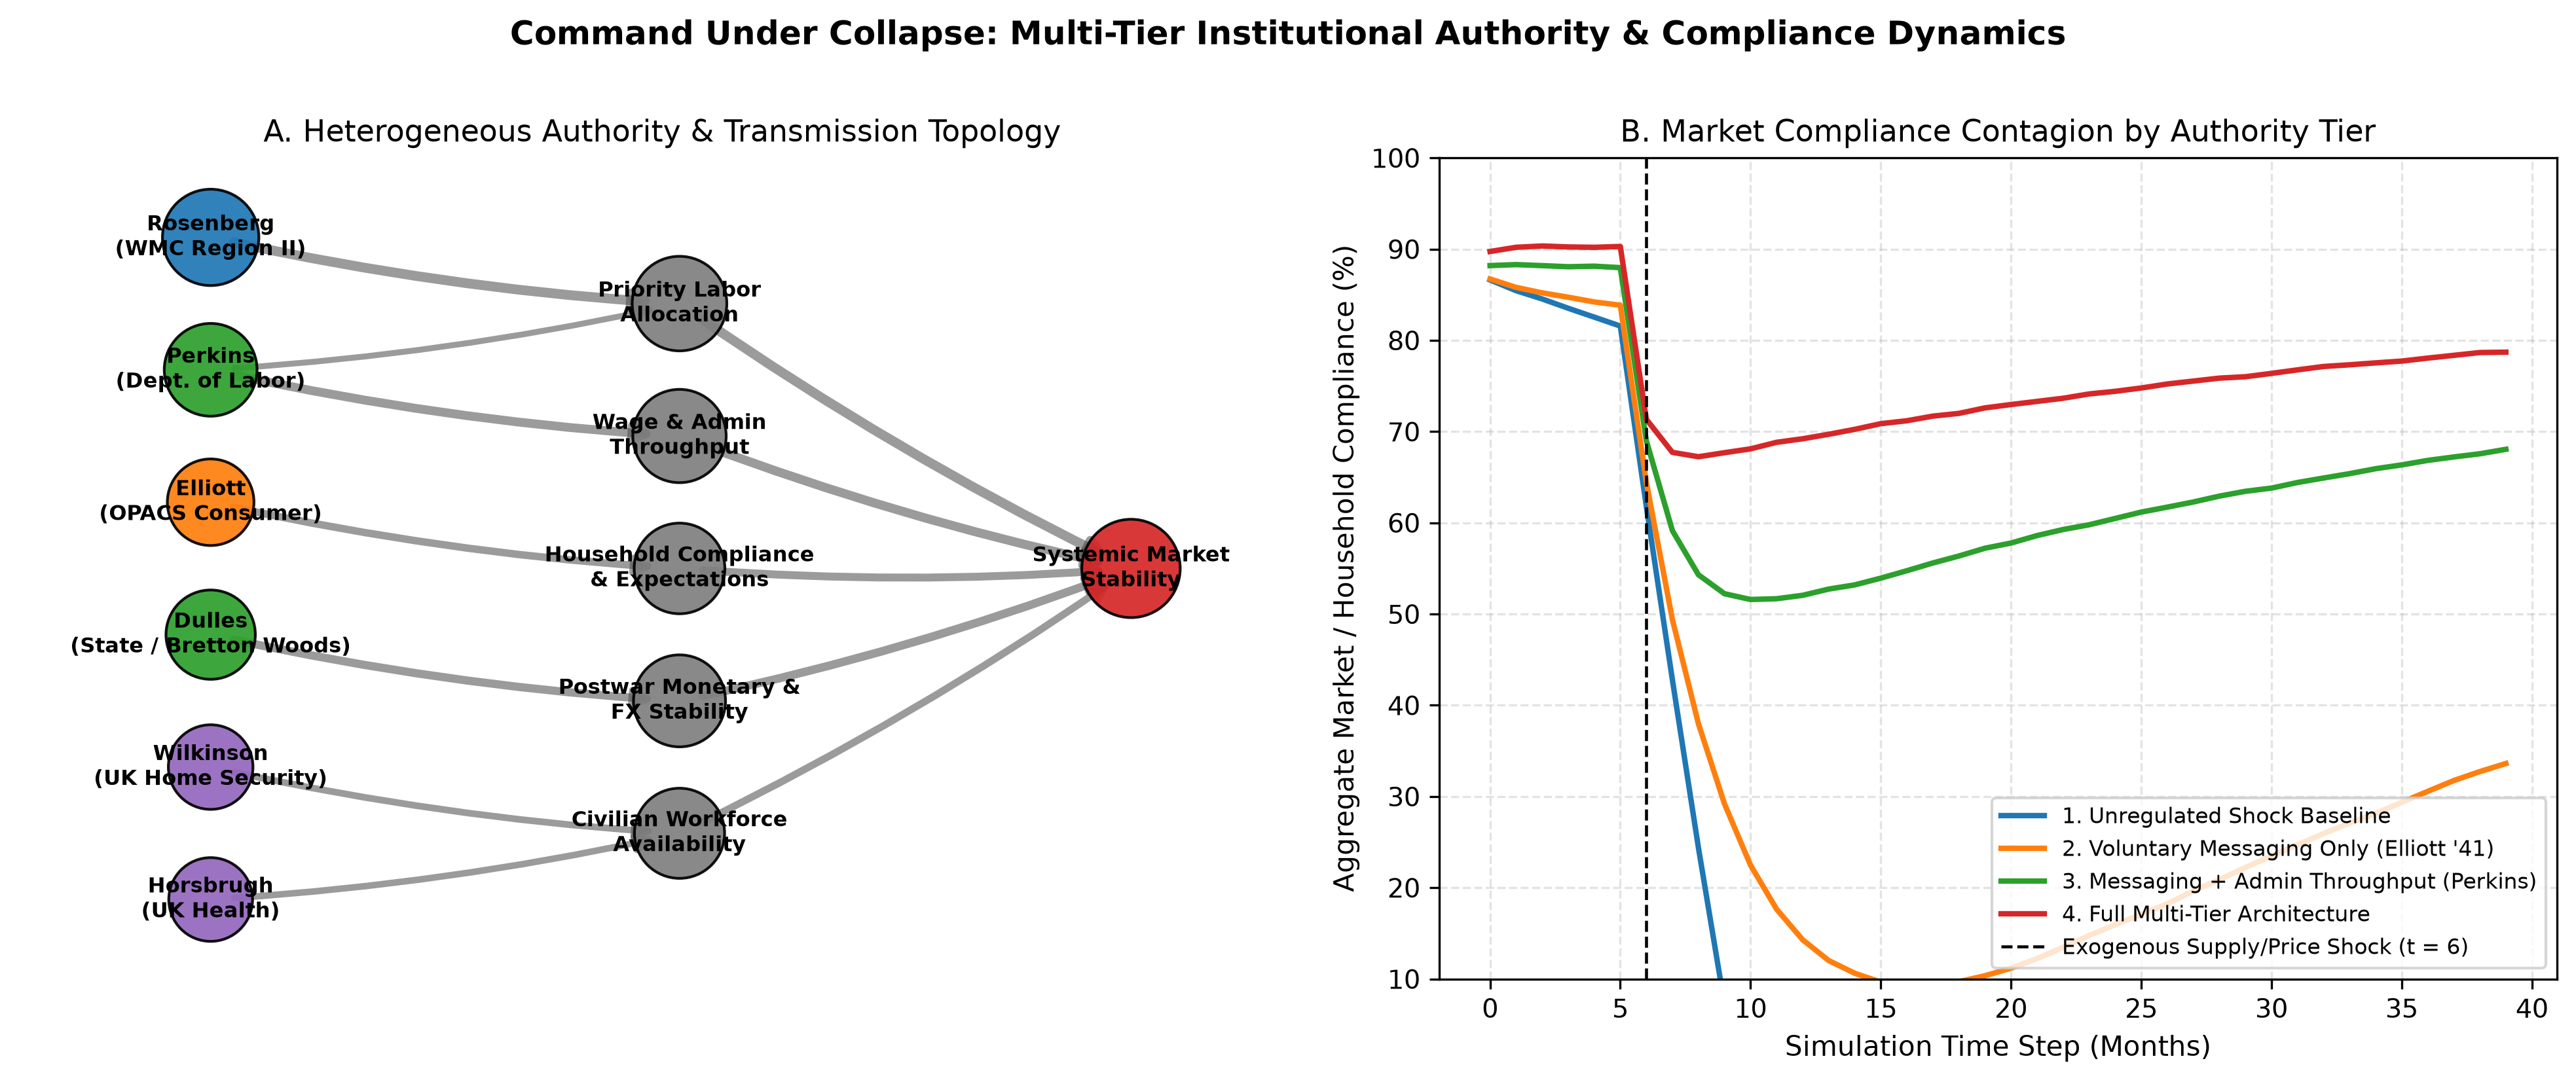 Command Under Collapse: Multi-Tier Institutional Authority & Compliance Dynamics
A. Heterogeneous Authority & Transmission Topology
Rosenberg
(WMC Region II)
Perkins
(Dept. of Labor)
Elliott
(OPACS Consumer)
Dulles
(State / Bretton Woods)
Wilkinson
(UK Home Security)
Horsbrugh
(UK Health)
Priority Labor
Allocation
Wage & Admin
Throughput
Household Compliance
& Expectations
Postwar Monetary &
FX Stability
Civilian Workforce
Availability
Systemic Market
Stability
B. Market Compliance Contagion by Authority Tier
Aggregate Market / Household Compliance (%)
100
90
80
70
60
50
40
30
20
10
0 5 10 15 20 25 30 35 40
Simulation Time Step (Months)
1. Unregulated Shock Baseline
2. Voluntary Messaging Only (Elliott '41)
3. Messaging + Admin Throughput (Perkins)
4. Full Multi-Tier Architecture
Exogenous Supply/Price Shock (t = 6)